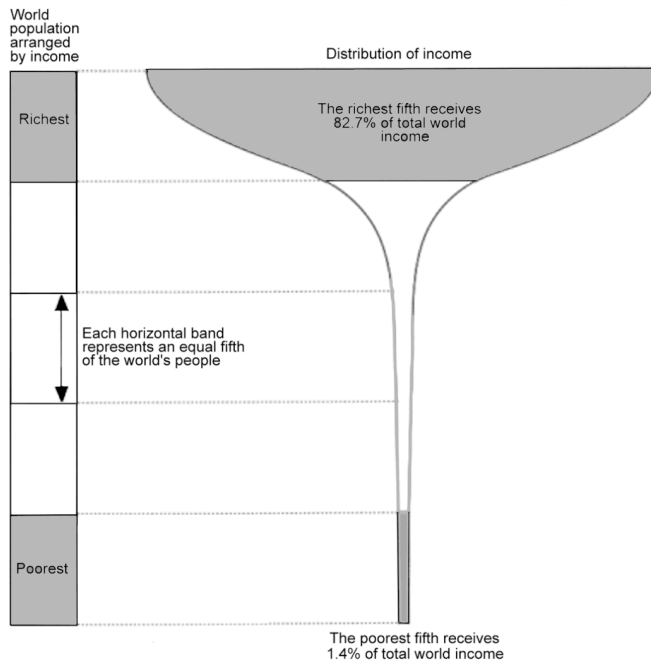 World
population
arranged
by income
Distribution of income
Richest
The richest fifth receives
82.7% of total world
income
Each horizontal band
represents an equal fifth
of the world's people
Poorest
The poorest fifth receives
1.4% of total world income